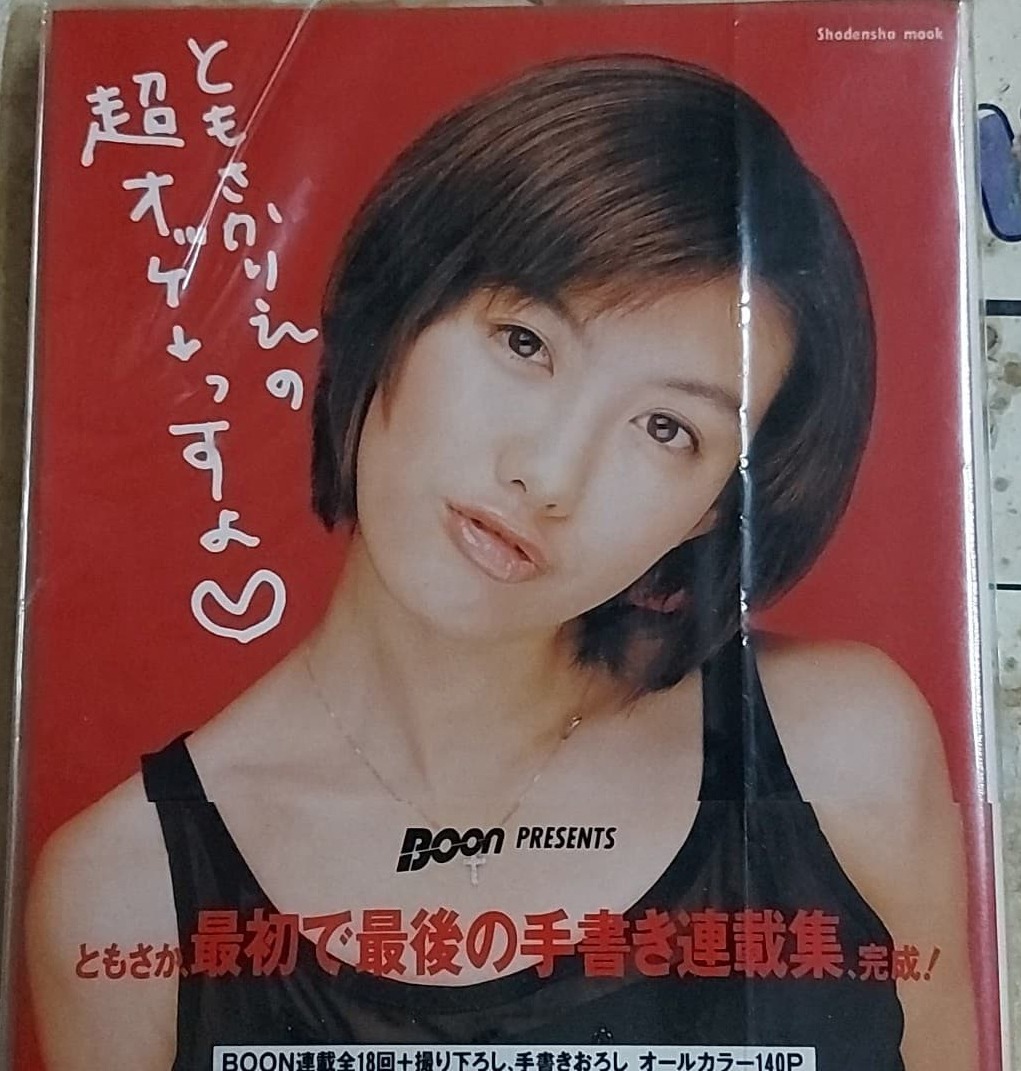 Shodensha mook
ともさかりえの
超オッケーっすよ♡
BOON PRESENTS
ともさか、最初で最後の手書き連載集、完成！
BOON連載全18回＋撮り下ろし、手書きおろし オールカラー140P